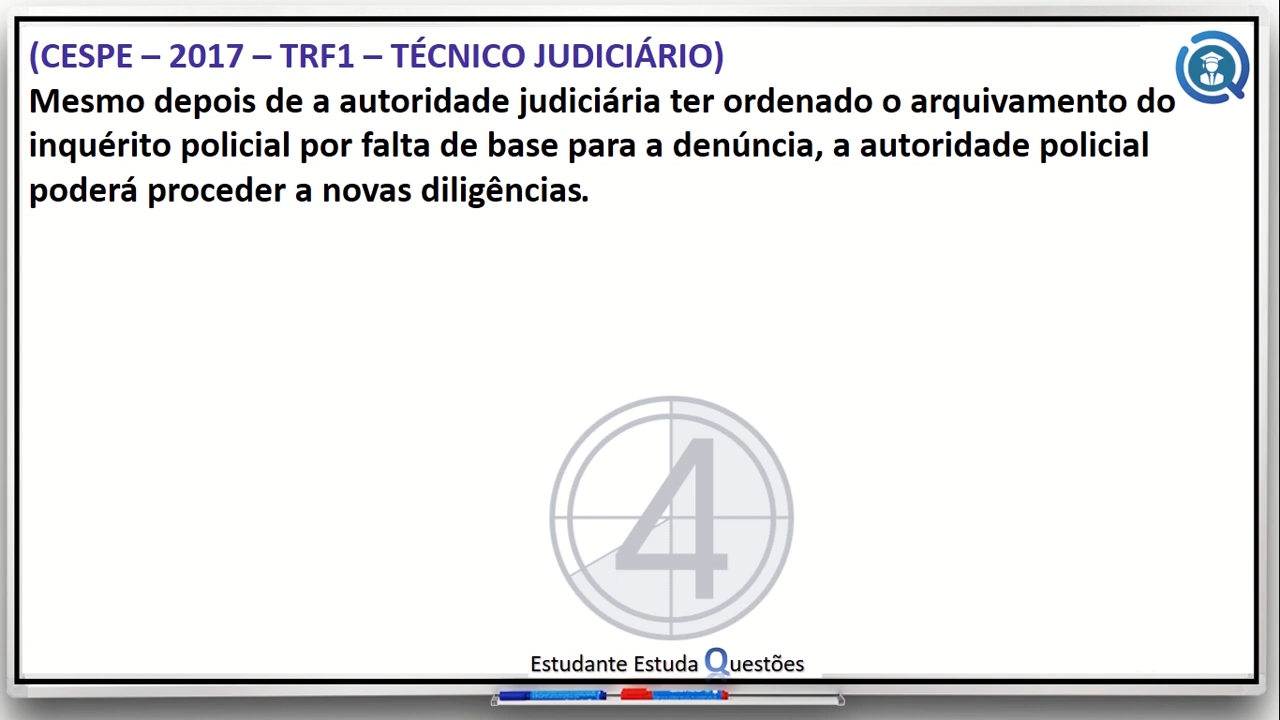 (CESPE – 2017 – TRF1 – TÉCNICO JUDICIÁRIO)
Mesmo depois de a autoridade judiciária ter ordenado o arquivamento do
inquérito policial por falta de base para a denúncia, a autoridade policial
poderá proceder a novas diligências.
4
Estudante Estuda Questões